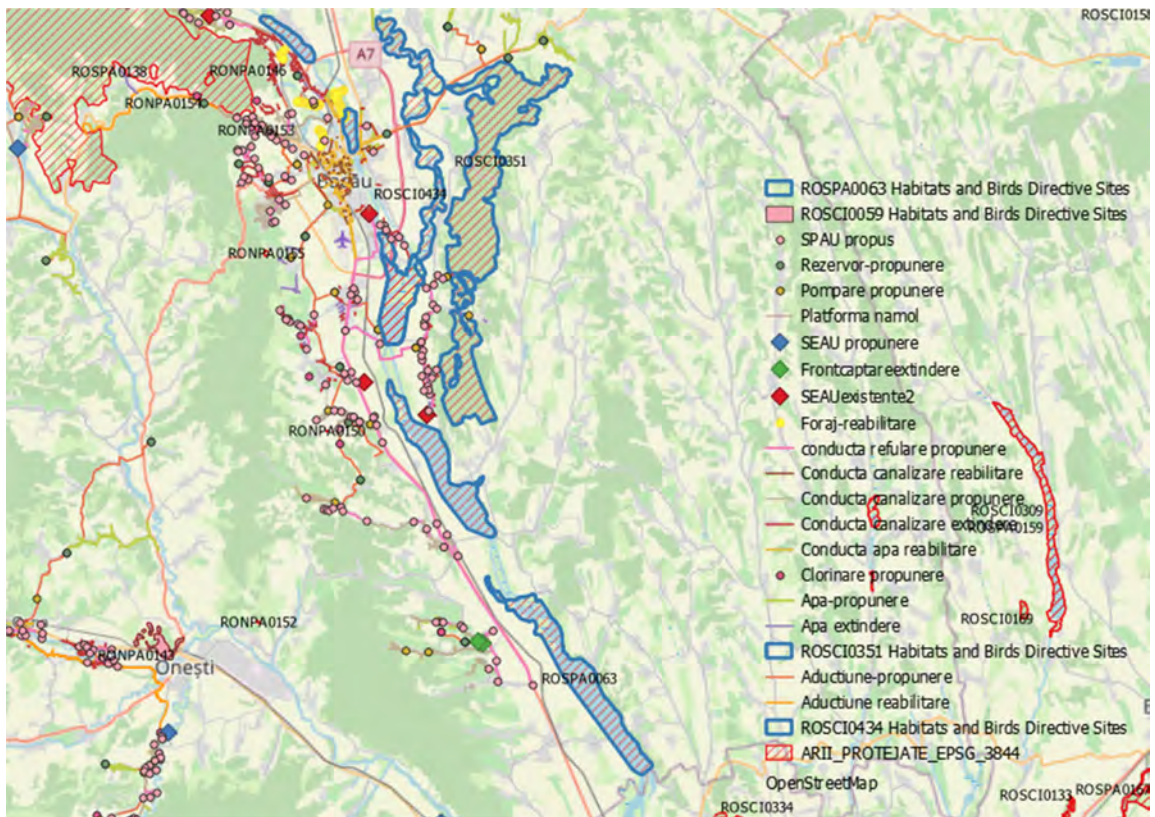 ROSCI0158
A7
ROSPA0138
RONPA0146
RONPA0154
RONPA0153
ROSCI0351
Bacău
ROSCI0434
RONPA0155
RONPA0150
RONPA0152
RONPA0143
Onești
ROSPA0063
ROSPA0063 Habitats and Birds Directive Sites
ROSCI0059 Habitats and Birds Directive Sites
SPAU propus
Rezervor-propunere
Pompare propunere
Platforma namol
SEAU propunere
Frontcaptareextindere
SEAUexistente2
Foraj-reabilitare
conducta refulare propunere
Conducta canalizare reabilitare
Conducta canalizare propunere
Conducta canalizare extindere
Conducta apa reabilitare
Clorinare propunere
Apa-propunere
Apa extindere
ROSCI0351 Habitats and Birds Directive Sites
Aductiune-propunere
Aductiune reabilitare
ROSCI0434 Habitats and Birds Directive Sites
ARII_PROTEJATE_EPSG_3844
OpenStreetMap
ROSCI0309
ROSPA0159
ROSCI0169
ROSCI0334
ROSCI0133